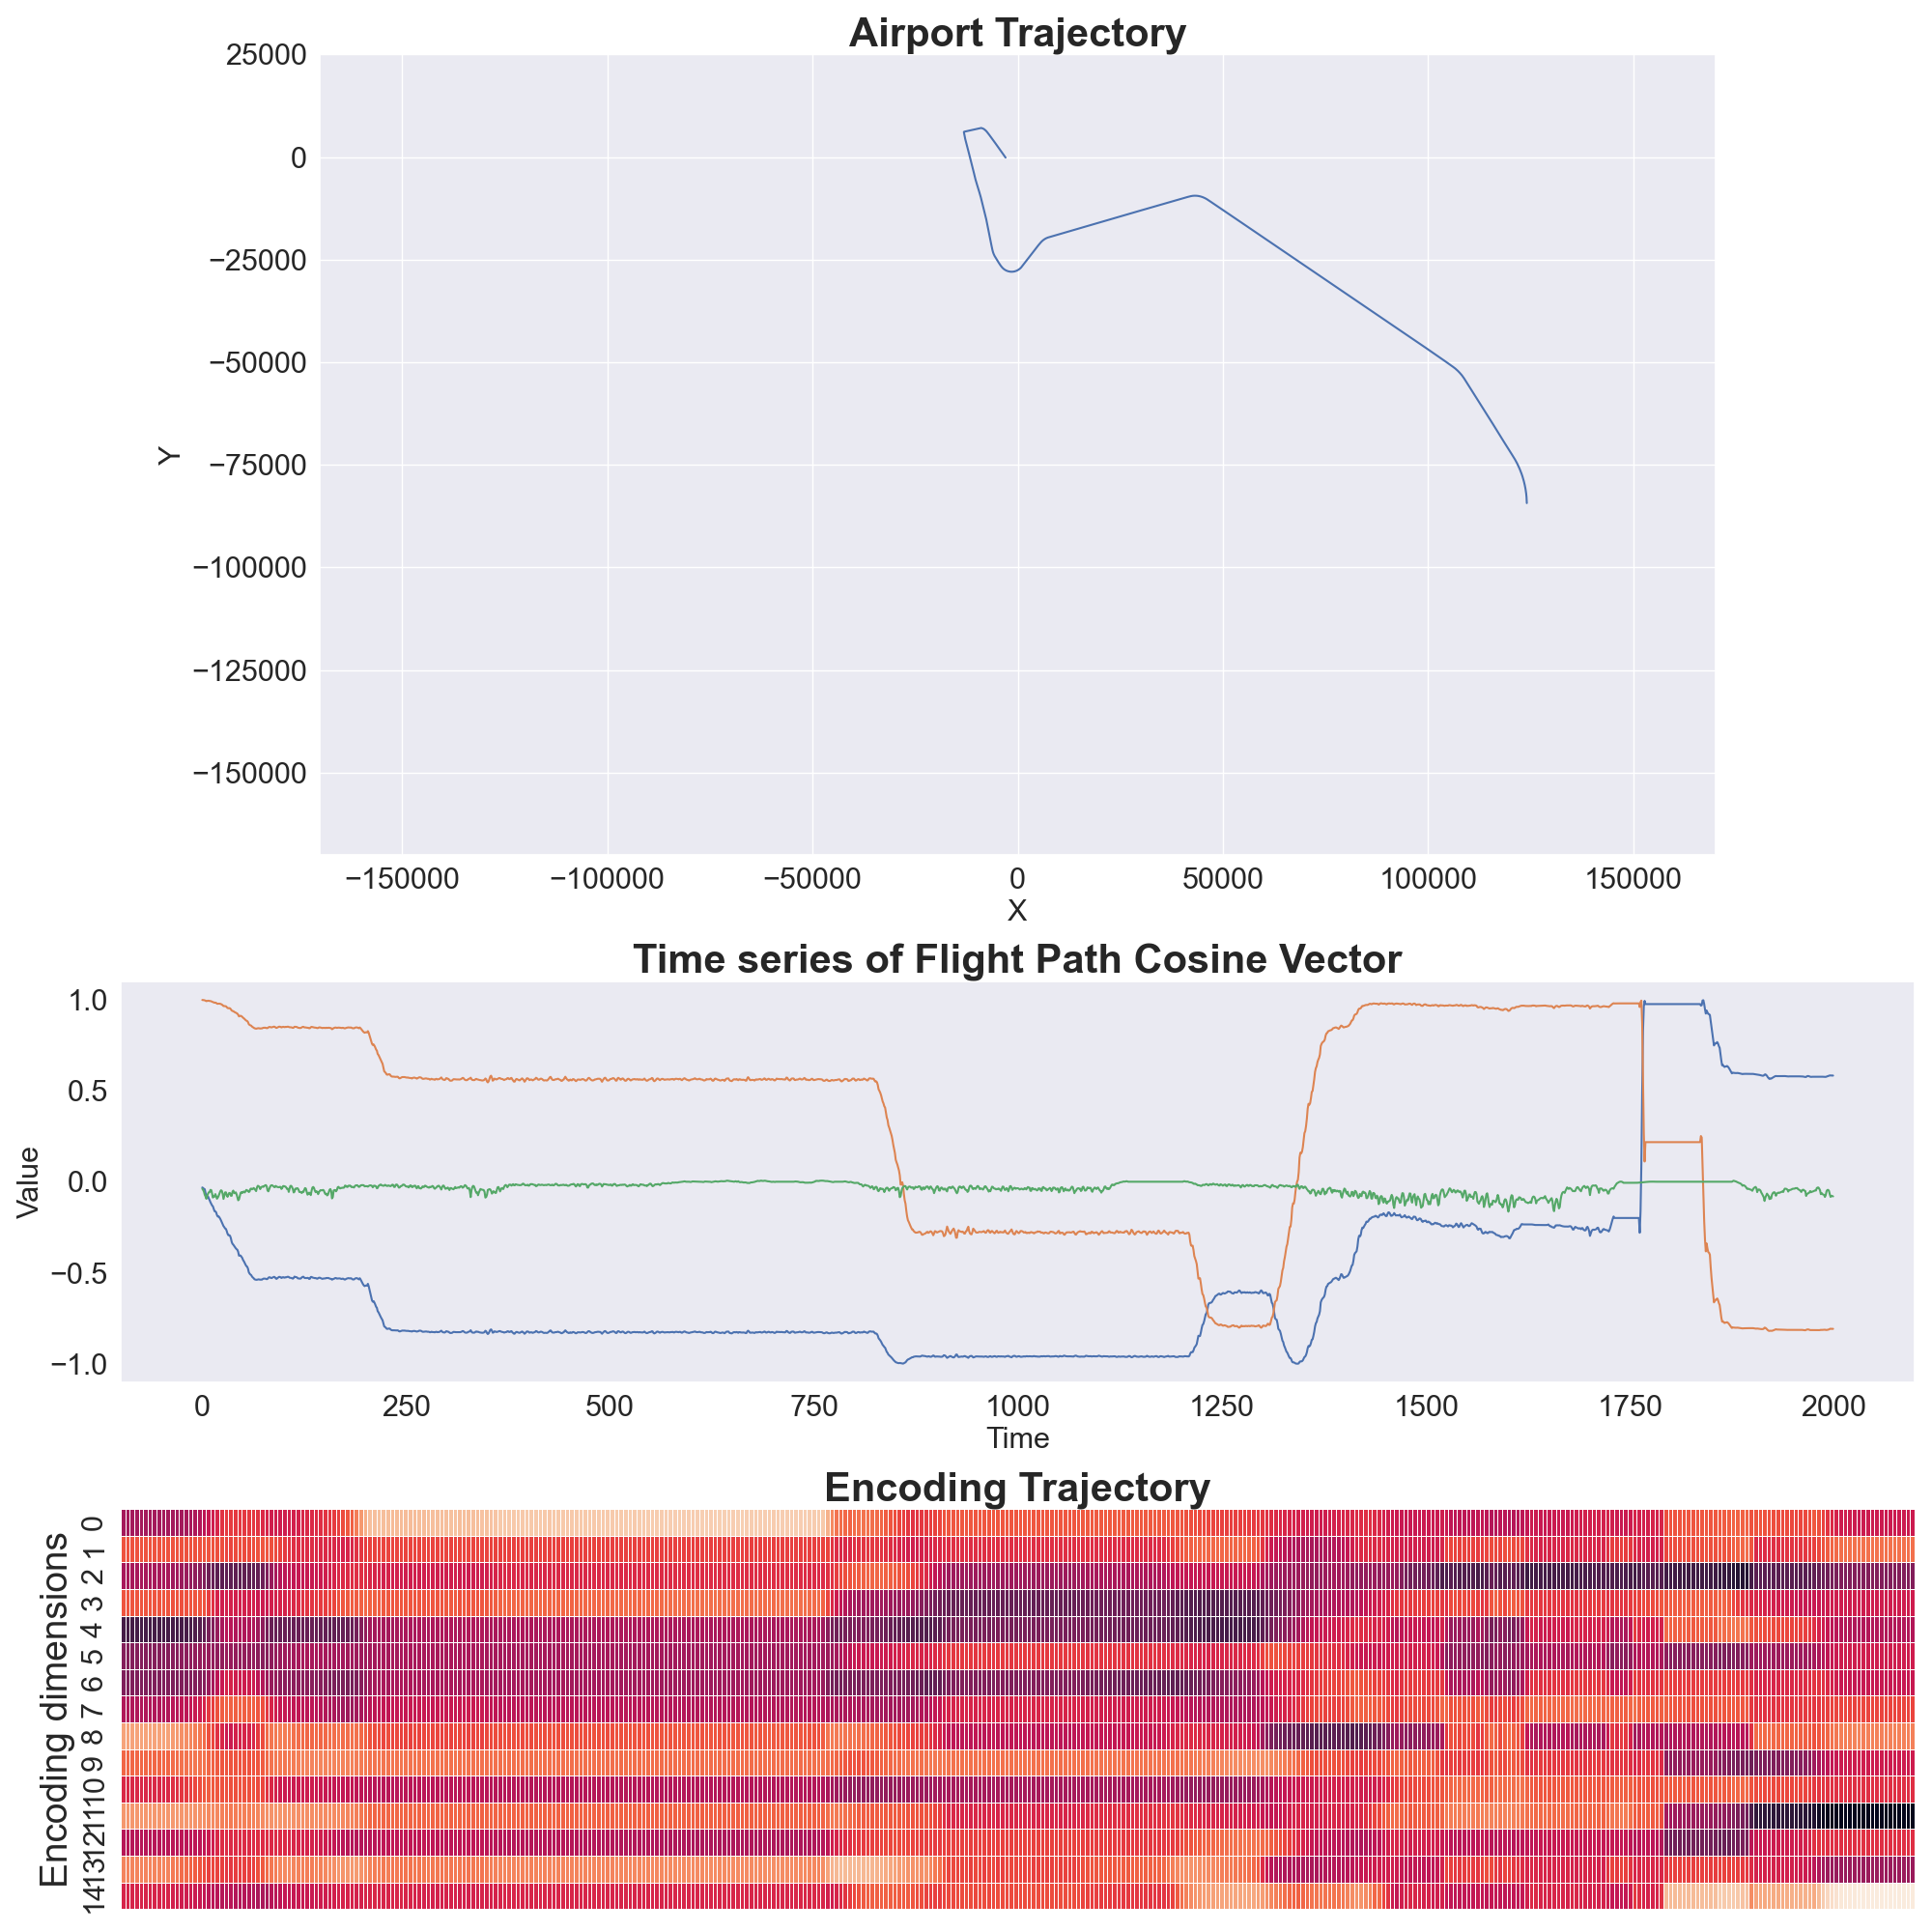 Airport Trajectory
25000
0
−25000
−50000
−75000
−100000
−125000
−150000
Y
−150000 −100000 −50000 0 50000 100000 150000
X
Time series of Flight Path Cosine Vector
1.0
0.5
0.0
−0.5
−1.0
Value
0 250 500 750 1000 1250 1500 1750 2000
Time
Encoding Trajectory
0
1
2
3
4
5
6
7
8
9
10
11
12
13
14
Encoding dimensions